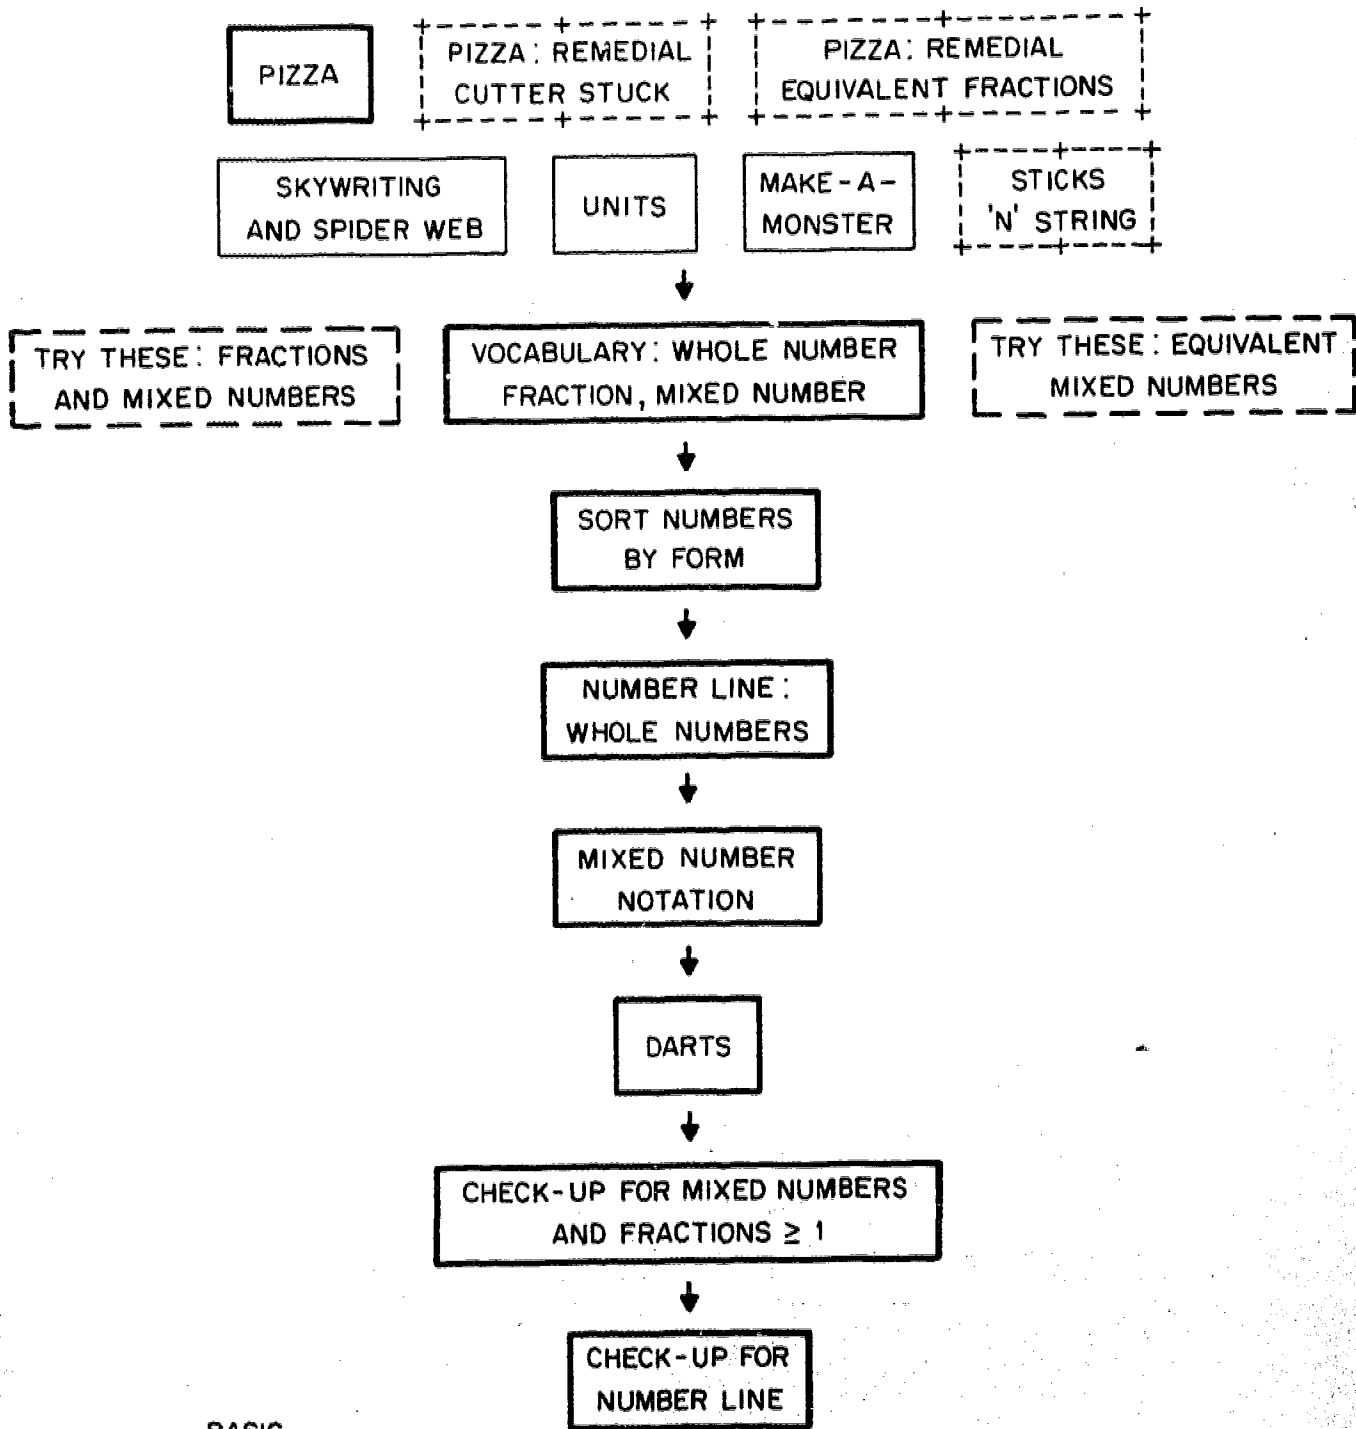 PIZZA
PIZZA: REMEDIAL
CUTTER STUCK
PIZZA: REMEDIAL
EQUIVALENT FRACTIONS
SKYWRITING
AND SPIDER WEB
UNITS
MAKE-A-
MONSTER
STICKS
'N' STRING
TRY THESE: FRACTIONS
AND MIXED NUMBERS
VOCABULARY: WHOLE NUMBER
FRACTION, MIXED NUMBER
TRY THESE: EQUIVALENT
MIXED NUMBERS
SORT NUMBERS
BY FORM
NUMBER LINE:
WHOLE NUMBERS
MIXED NUMBER
NOTATION
DARTS
CHECK-UP FOR MIXED NUMBERS
AND FRACTIONS ≥ 1
CHECK-UP FOR
NUMBER LINE